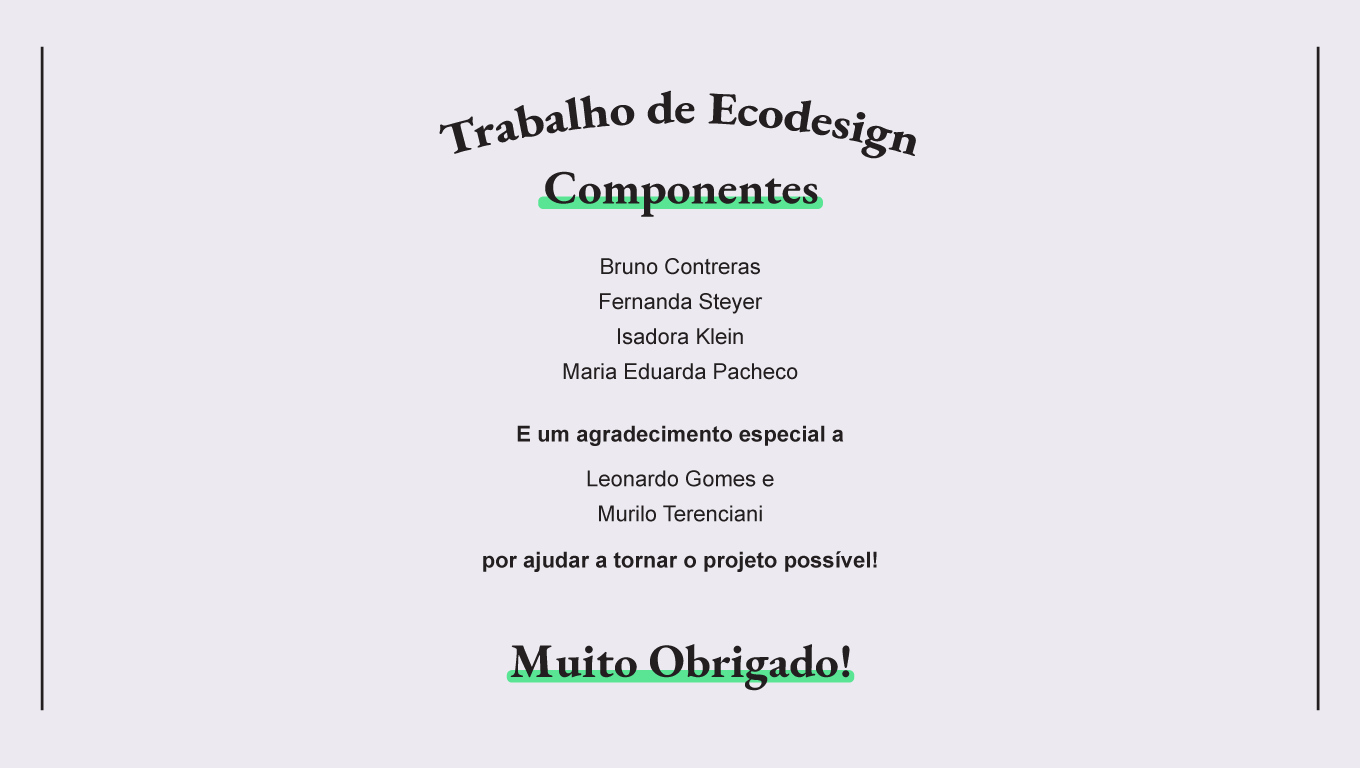 Trabalho de Ecodesign
Componentes
Bruno Contreras
Fernanda Steyer
Isadora Klein
Maria Eduarda Pacheco
E um agradecimento especial a
Leonardo Gomes e
Murilo Terenciani
por ajudar a tornar o projeto possível!
Muito Obrigado!